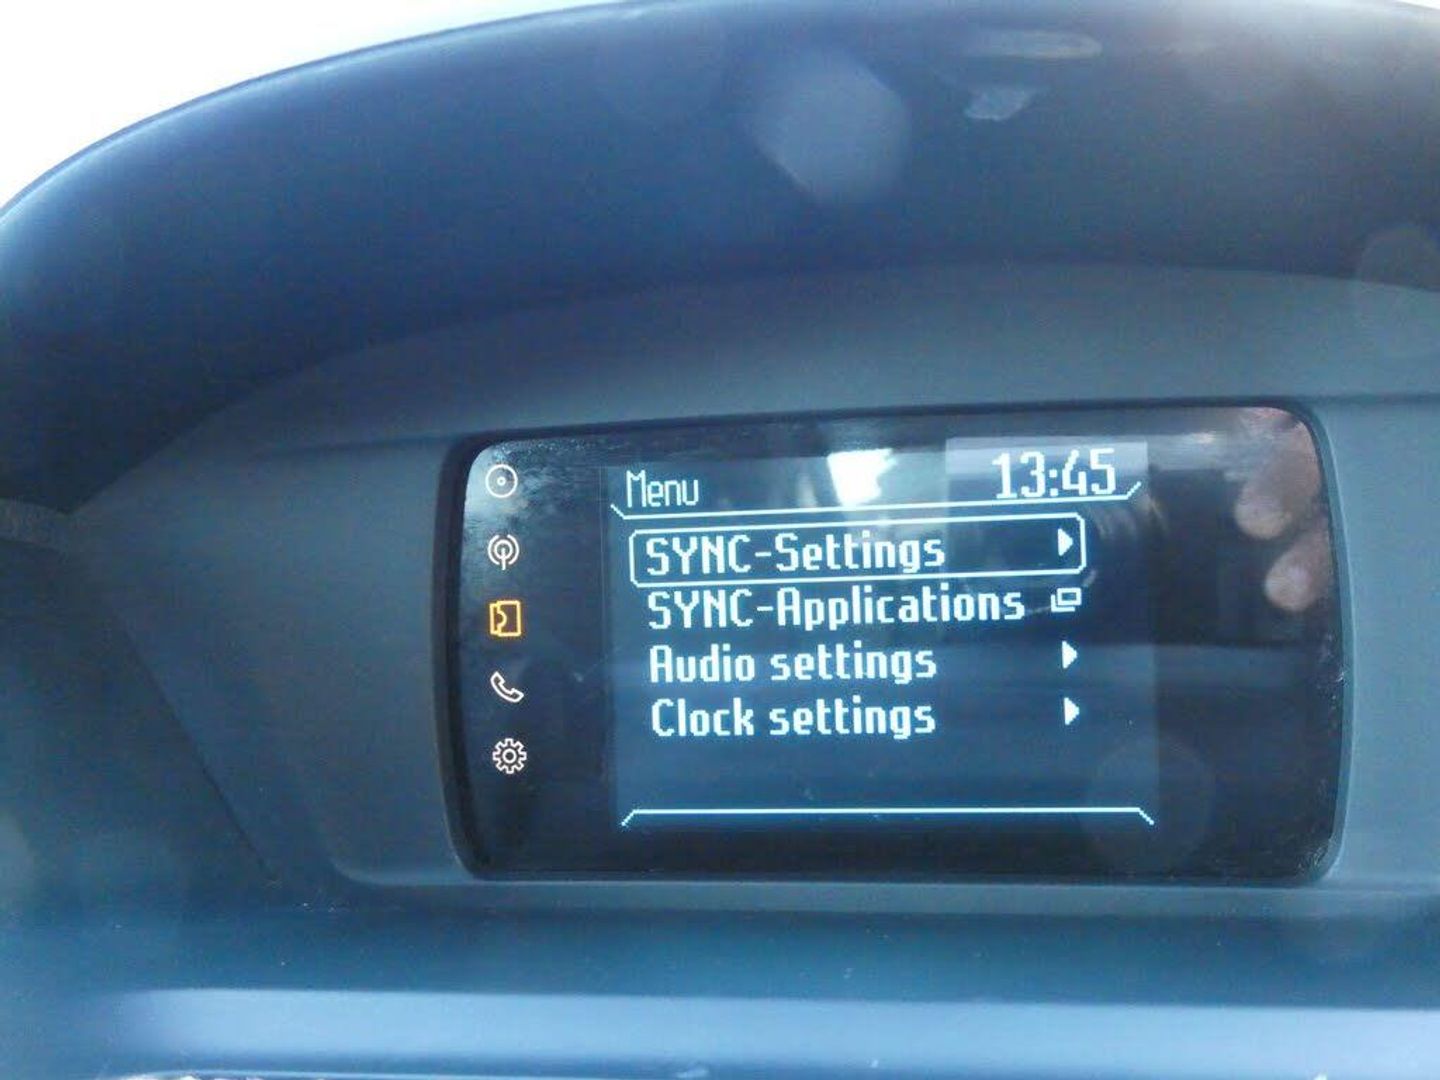 Menu 13:45
SYNC-Settings
SYNC-Applications
Audio settings
Clock settings